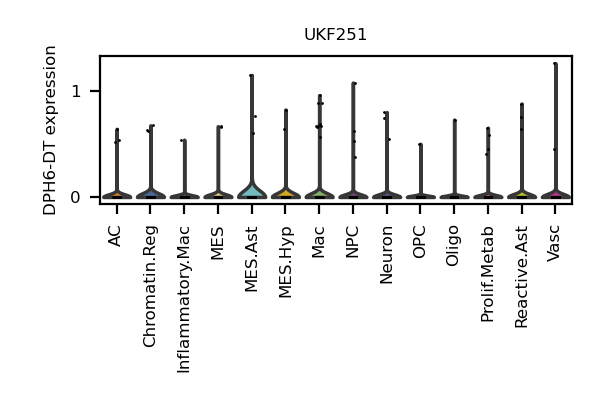 UKF251
DPH6-DT expression
1
0
AC
Chromatin.Reg
Inflammatory.Mac
MES
MES.Ast
MES.Hyp
Mac
NPC
Neuron
OPC
Oligo
Prolif.Metab
Reactive.Ast
Vasc